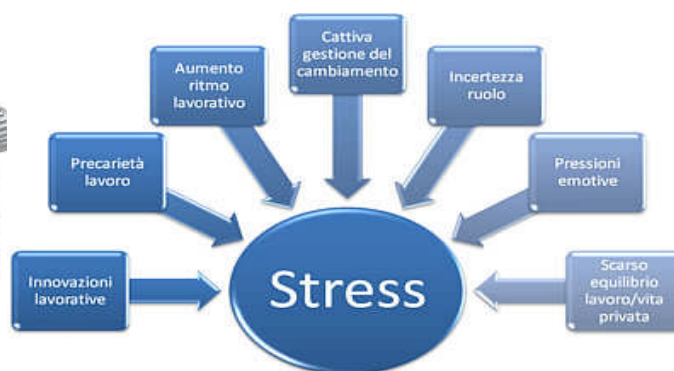 Cattiva
gestione del
cambiamento
Aumento
ritmo
lavorativo
Incertezza
ruolo
Precarietà
lavoro
Pressioni
emotive
Innovazioni
lavorative
Stress
Scarso
equilibrio
lavoro/vita
privata